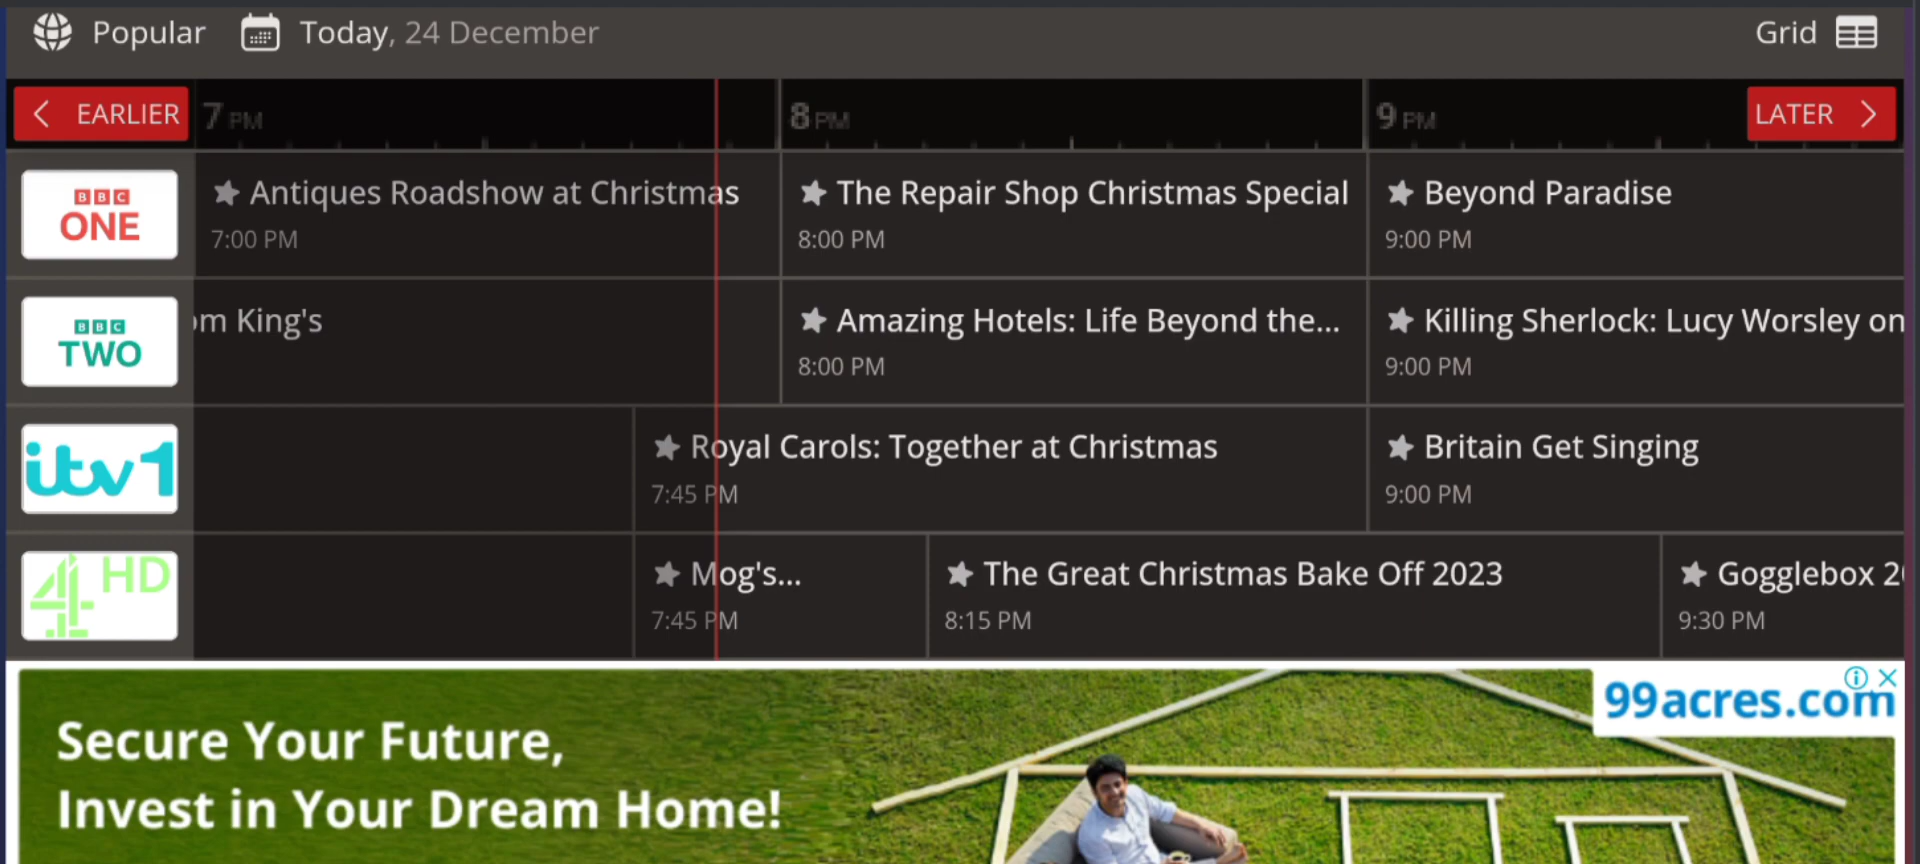 Popular Today, 24 December Grid
EARLIER 7 PM 8 PM 9 PM LATER
BBC
ONE
Antiques Roadshow at Christmas
7:00 PM
The Repair Shop Christmas Special
8:00 PM
Beyond Paradise
9:00 PM
BBC
TWO
om King's
Amazing Hotels: Life Beyond the...
8:00 PM
Killing Sherlock: Lucy Worsley on
9:00 PM
itv1
Royal Carols: Together at Christmas
7:45 PM
Britain Get Singing
9:00 PM
4 HD
Mog's...
7:45 PM
The Great Christmas Bake Off 2023
8:15 PM
Gogglebox 20
9:30 PM
99acres.com
Secure Your Future,
Invest in Your Dream Home!